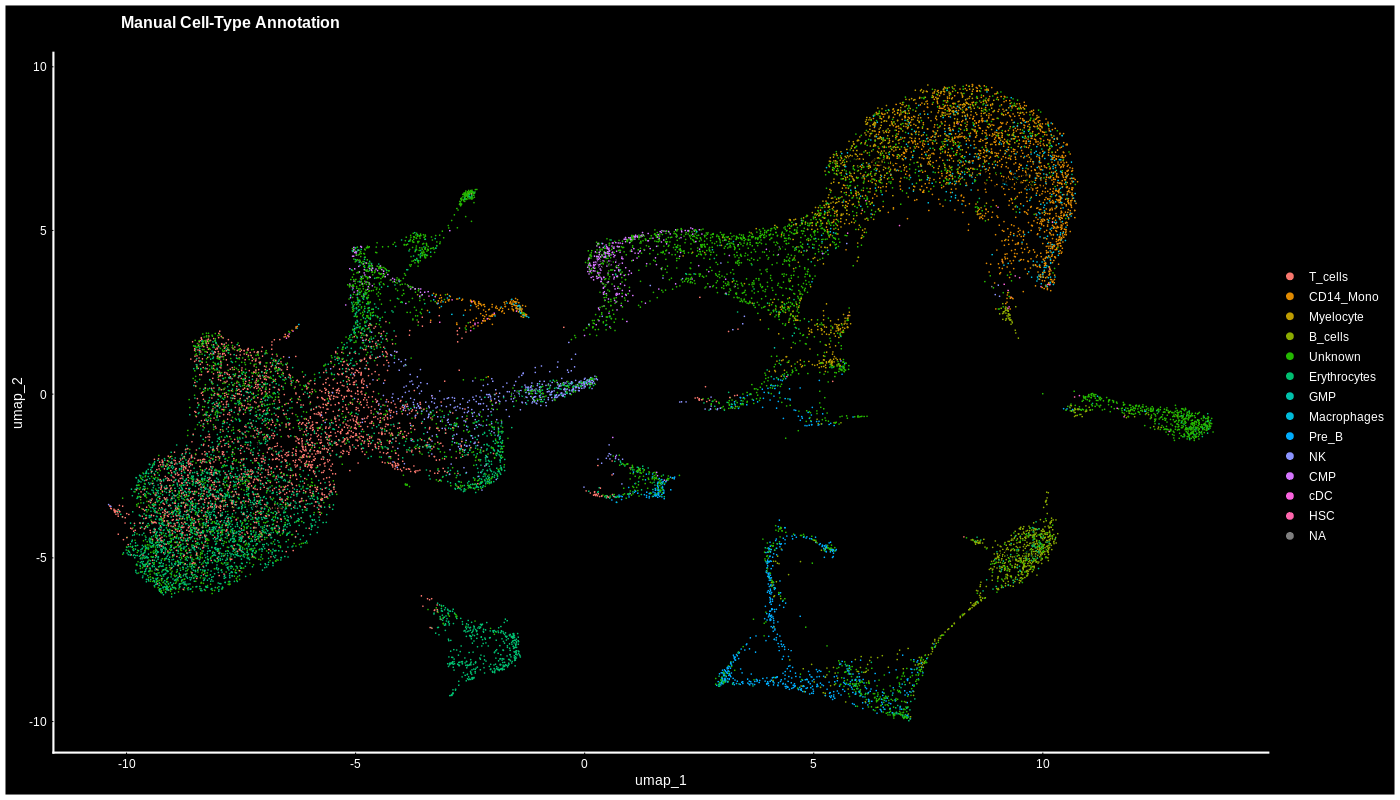 Manual Cell-Type Annotation
10
5
0
-5
-10
umap_2
-10
-5
0
5
10
umap_1
T_cells
CD14_Mono
Myelocyte
B_cells
Unknown
Erythrocytes
GMP
Macrophages
Pre_B
NK
CMP
cDC
HSC
NA